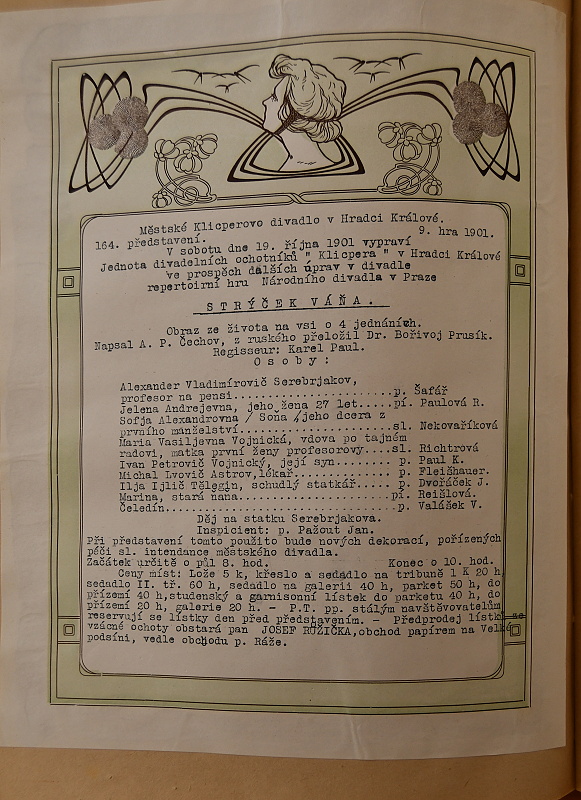 Městské Klicperovo divadlo v Hradci Králové.
164. představení. 9. hra 1901.
V sobotu dne 19. října 1901 vypraví
Jednota divadelních ochotníků " Klicpera " v Hradci Králové
ve prospěch dalších úprav v divadle
repertoirní hru Národního divadla v Praze
STRÝČEK VÁŇA.
Obraz ze života na vsi o 4 jednáních.
Napsal A. P. Čechov, z ruského přeložil Dr. Bořivoj Prusík.
Regisseur: Karel Paul.
Osoby:
Alexander Vladimírovič Serebrjakov,
profesor na pensi........................p. Šafář
Jelena Andrejevna, jeho žena 27 let.....pí. Paulová R.
Sofja Alexandrovna / Soňa /,jeho dcera z
prvního manželství......................sl. Nekovaříková
Maria Vasiljevna Vojnická, vdova po tajném
radovi, matka první ženy profesorovy....sl. Richtrová
Ivan Petrovič Vojnický, její syn........ p. Paul K.
Michal Lvovič Astrov,lékař.............. p. Fleišhauer.
Ilja Iljič Tělegin, schudlý statkář..... p. Dvořáček J.
Marina, stará nana......................pí. Reišlová.
Čeledín................................. p. Valášek V.
Děj na statku Serebrjakova.
Inspicient: p. Pažout Jan.
Při představení tomto použito bude nových dekorací, pořízených
péčí sl. intendance městského divadla.
Začátek určitě o půl 8. hod. Konec o 10. hod.
Ceny míst: Lože 5 k, křeslo a sedadlo na tribuně 1 K 20 h
sedadlo II. tř. 60 h, sedadlo na galerii 40 h, parket 50 h, do
přízemí 40 h,studenský a garnisonní lístek do parketu 40 h, do
přízemí 20 h, galerie 20 h. - P.T. pp. stálým navštěvovatelům
reservují se lístky den před představením. - Předprodej lístků ze
vzácné ochoty obstará pan JOSEF RŮŽIČKA,obchod papírem na Velké
podsíni, vedle obchodu p. Ráže.